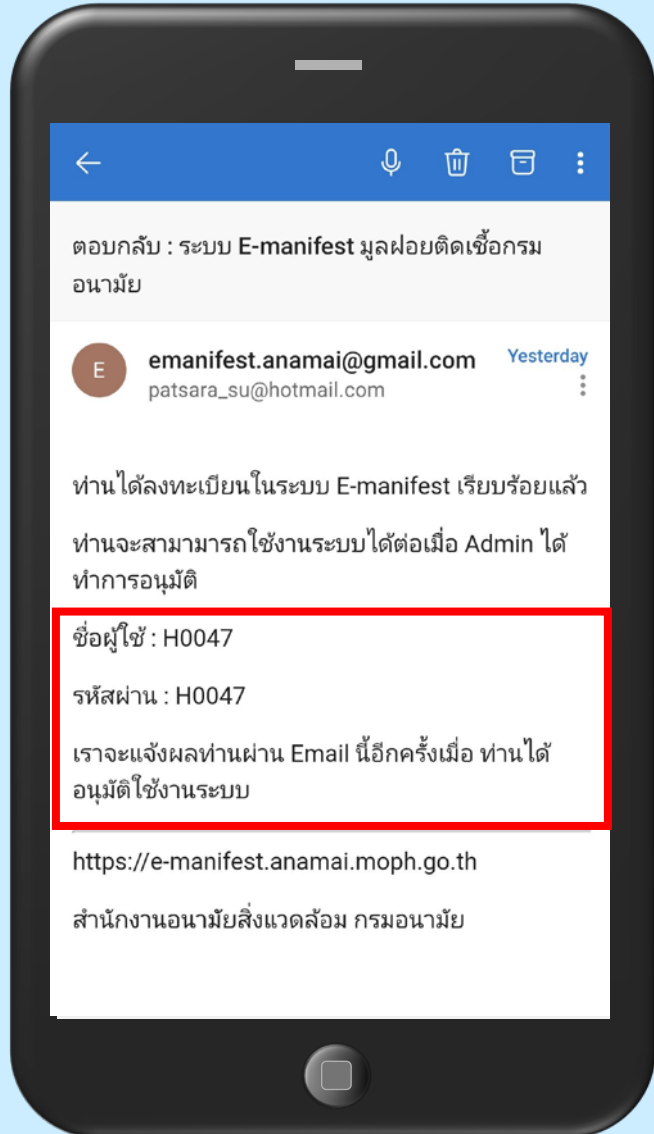 ตอบกลับ : ระบบ E-manifest มูลฝอยติดเชื้อกรม
อนามัย
E
emanifest.anamai@gmail.com
Yesterday
patsara_su@hotmail.com
ท่านได้ลงทะเบียนในระบบ E-manifest เรียบร้อยแล้ว
ท่านจะสามามารถใช้งานระบบได้ต่อเมื่อ Admin ได้
ทำการอนุมัติ
ชื่อผู้ใช้ : H0047
รหัสผ่าน : H0047
เราจะแจ้งผลท่านผ่าน Email นี้อีกครั้งเมื่อ ท่านได้
อนุมัติใช้งานระบบ
https://e-manifest.anamai.moph.go.th
สำนักงานอนามัยสิ่งแวดล้อม กรมอนามัย